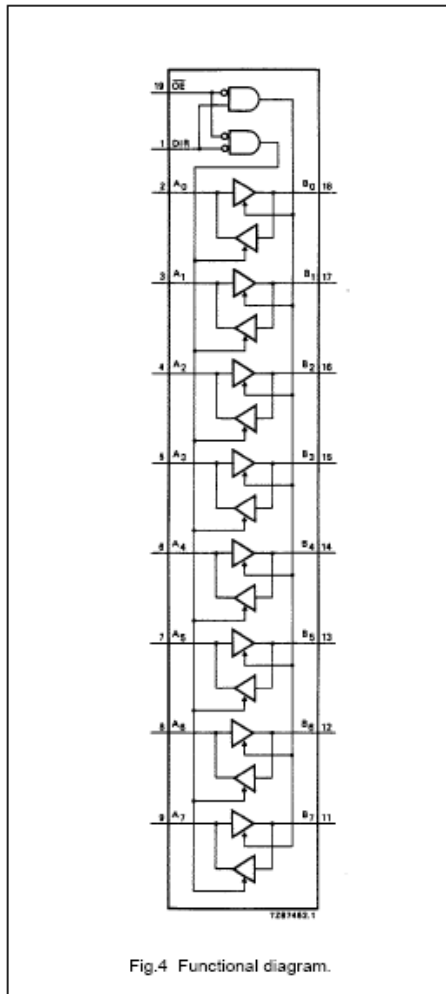 19 OE
1 DIR
2 A0 B0 18
3 A1 B1 17
4 A2 B2 16
5 A3 B3 15
6 A4 B4 14
7 A5 B5 13
8 A6 B6 12
9 A7 B7 11
7Z87453.1
Fig.4 Functional diagram.